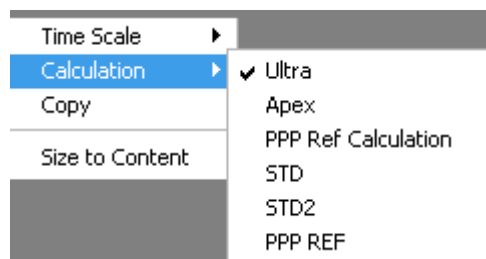 Time Scale
Calculation
Copy
Size to Content
Ultra
Apex
PPP Ref Calculation
STD
STD2
PPP REF